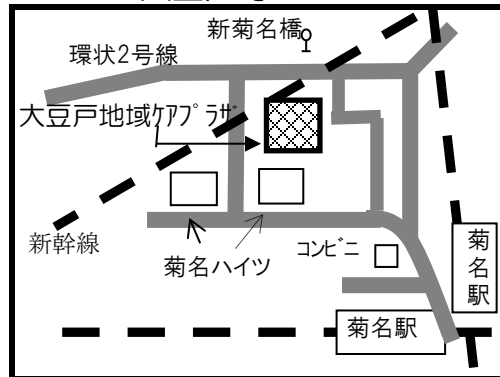 新菊名橋
環状2号線
大豆戸地域ｹｱﾌﾟﾗｻﾞ
新幹線
菊名ハイツ
ｺﾝﾋﾞﾆ
菊名駅
菊名駅